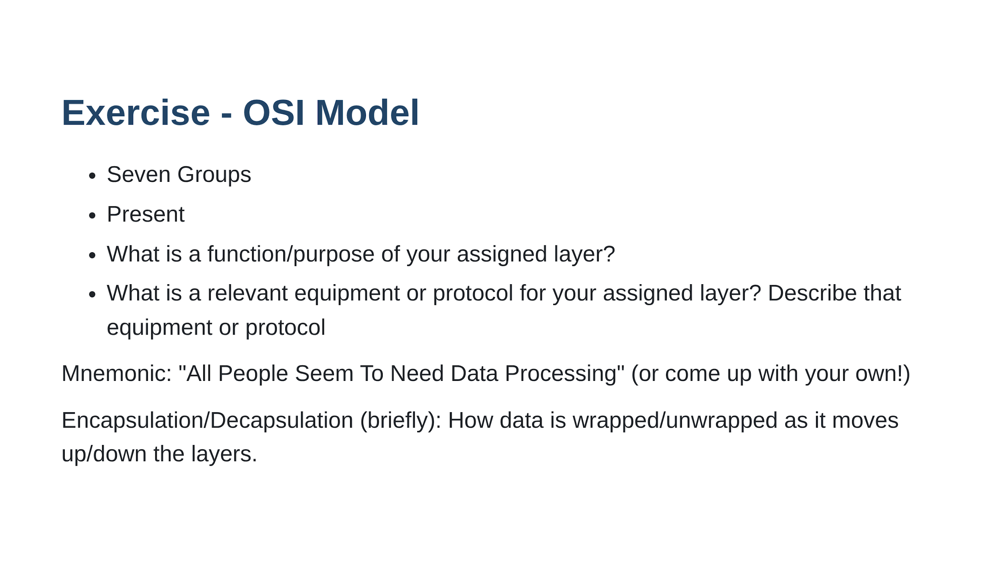 Exercise - OSI Model
• Seven Groups
• Present
• What is a function/purpose of your assigned layer?
• What is a relevant equipment or protocol for your assigned layer? Describe that
equipment or protocol
Mnemonic: "All People Seem To Need Data Processing" (or come up with your own!)
Encapsulation/Decapsulation (briefly): How data is wrapped/unwrapped as it moves
up/down the layers.